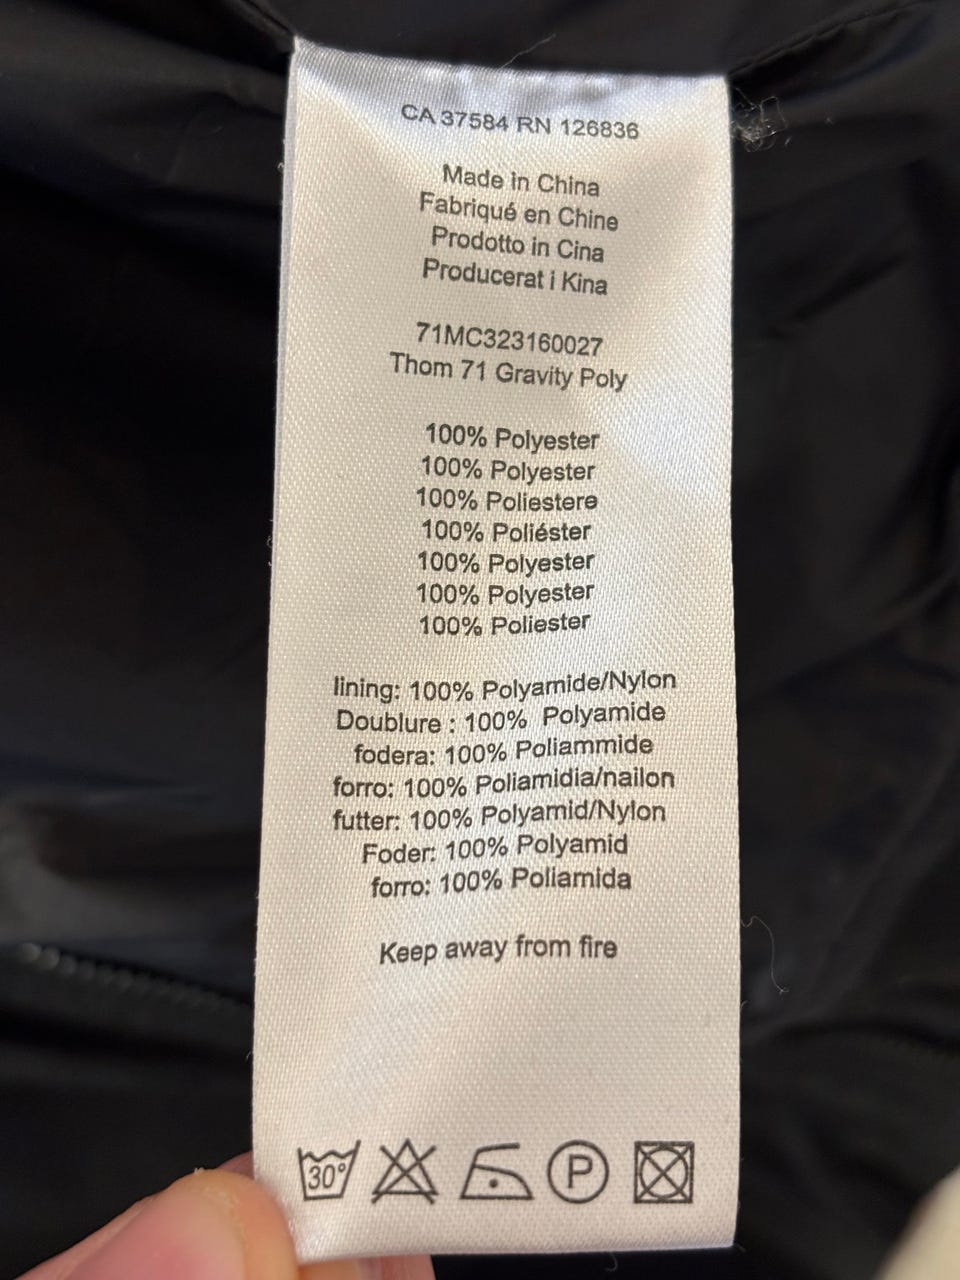 CA 37584 RN 126836
Made in China
Fabriqué en Chine
Prodotto in Cina
Producerat i Kina
71MC323160027
Thom 71 Gravity Poly
100% Polyester
100% Polyester
100% Poliestere
100% Poliéster
100% Polyester
100% Polyester
100% Poliester
lining: 100% Polyamide/Nylon
Doublure : 100% Polyamide
fodera: 100% Poliammide
forro: 100% Poliamidia/nailon
futter: 100% Polyamid/Nylon
Foder: 100% Polyamid
forro: 100% Poliamida
Keep away from fire
30° P